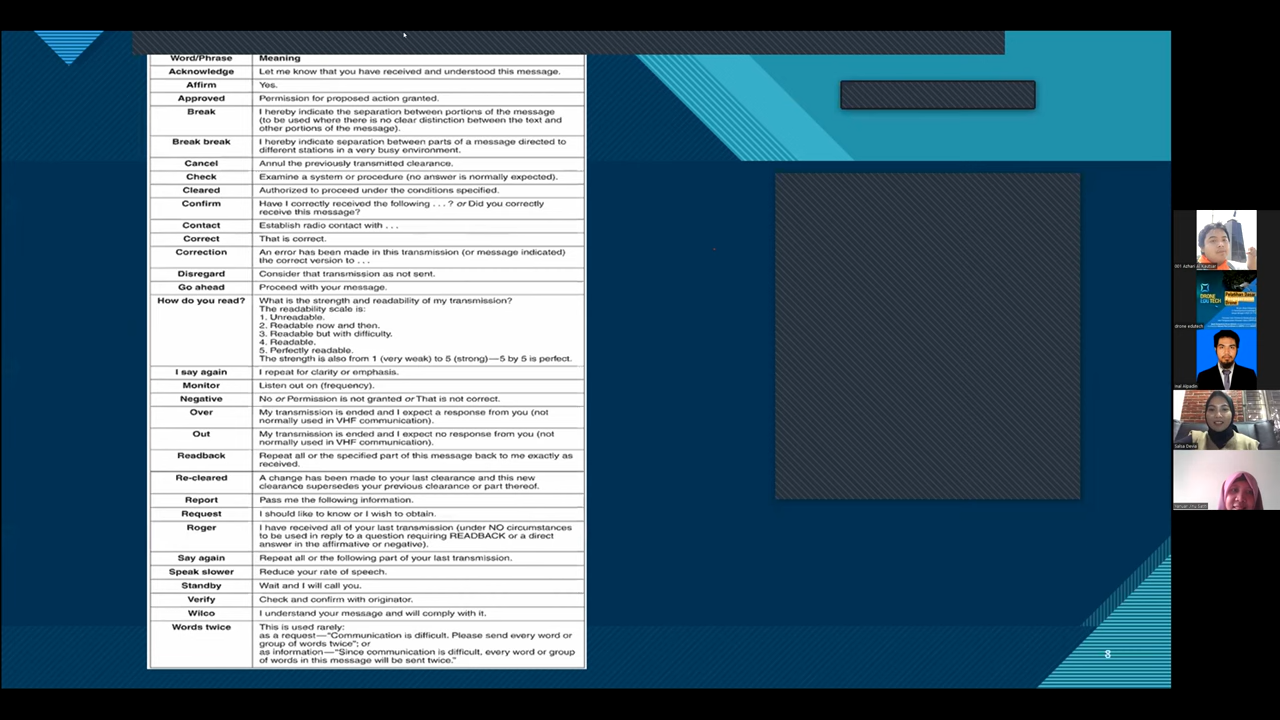 Word/Phrase Meaning
Acknowledge Let me know that you have received and understood this message.
Affirm Yes.
Approved Permission for proposed action granted.
Break I hereby indicate the separation between portions of the message
(to be used where there is no clear distinction between the text and
other portions of the message).
Break break I hereby indicate separation between parts of a message directed to
different stations in a very busy environment.
Cancel Annul the previously transmitted clearance.
Check Examine a system or procedure (no answer is normally expected).
Cleared Authorized to proceed under the conditions specified.
Confirm Have I correctly received the following . . . ? or Did you correctly
receive this message?
Contact Establish radio contact with . . .
Correct That is correct.
Correction An error has been made in this transmission (or message indicated)
the correct version to . . .
Disregard Consider that transmission as not sent.
Go ahead Proceed with your message.
How do you read? What is the strength and readability of my transmission?
The readability scale is:
1. Unreadable.
2. Readable now and then.
3. Readable but with difficulty.
4. Readable.
5. Perfectly readable.
The strength is also from 1 (very weak) to 5 (strong)—5 by 5 is perfect.
I say again I repeat for clarity or emphasis.
Monitor Listen out on (frequency).
Negative No or Permission is not granted or That is not correct.
Over My transmission is ended and I expect a response from you (not
normally used in VHF communication).
Out My transmission is ended and I expect no response from you (not
normally used in VHF communication).
Readback Repeat all or the specified part of this message back to me exactly as
received.
Re-cleared A change has been made to your last clearance and this new
clearance supersedes your previous clearance or part thereof.
Report Pass me the following information.
Request I should like to know or I wish to obtain.
Roger I have received all of your last transmission (under NO circumstances
to be used in reply to a question requiring READBACK or a direct
answer in the affirmative or negative).
Say again Repeat all or the following part of your last transmission.
Speak slower Reduce your rate of speech.
Standby Wait and I will call you.
Verify Check and confirm with originator.
Wilco I understand your message and will comply with it.
Words twice This is used rarely:
as a request—"Communication is difficult. Please send every word or
group of words twice"; or
as information—"Since communication is difficult, every word or group
of words in this message will be sent twice."
8
DRONE
EDUTECH
drone edutech